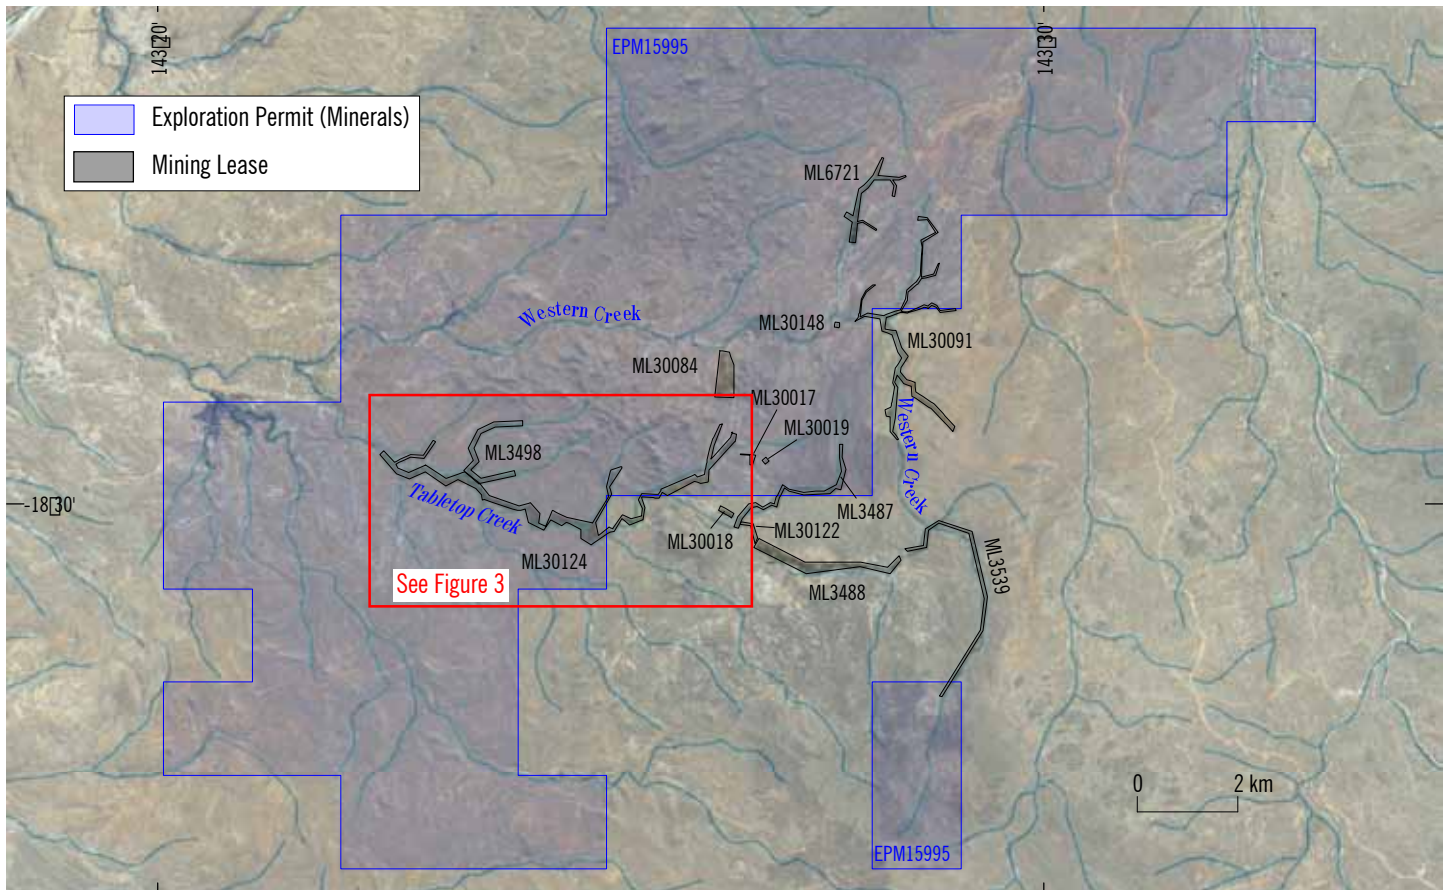 143°20'
143°30'
EPM15995
Exploration Permit (Minerals)
Mining Lease
ML6721
Western Creek
ML30148
ML30091
ML30084
ML30017
ML30019
ML3498
Western Creek
Tabletop Creek
-18°30'
ML3487
ML30018
ML30122
ML30124
ML3539
See Figure 3
ML3488
0 2 km
EPM15995